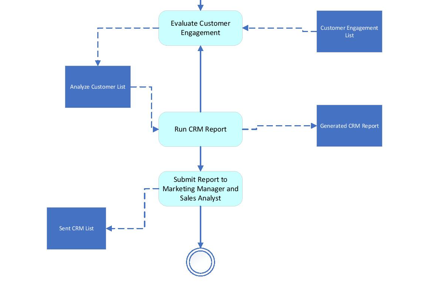 Evaluate Customer
Engagement
Customer Engagement
List
Analyze Customer List
Run CRM Report
Generated CRM Report
Submit Report to
Marketing Manager and
Sales Analyst
Sent CRM List